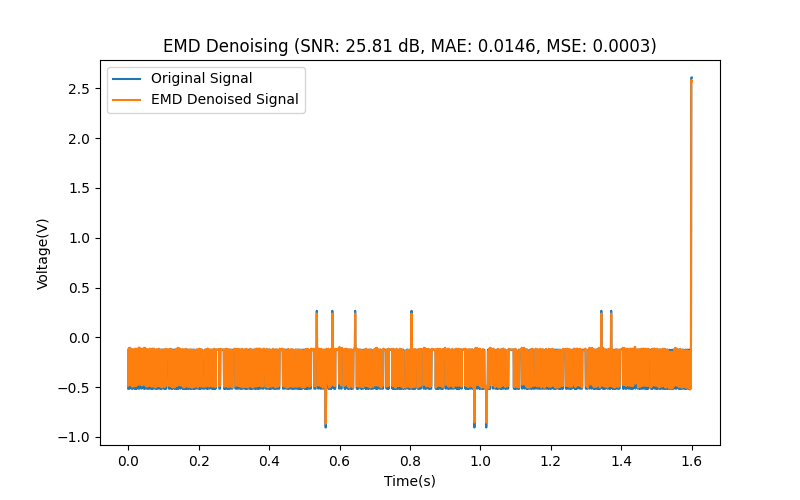 EMD Denoising (SNR: 25.81 dB, MAE: 0.0146, MSE: 0.0003)
Original Signal
EMD Denoised Signal
2.5
2.0
1.5
1.0
0.5
0.0
−0.5
−1.0
Voltage(V)
0.0 0.2 0.4 0.6 0.8 1.0 1.2 1.4 1.6
Time(s)